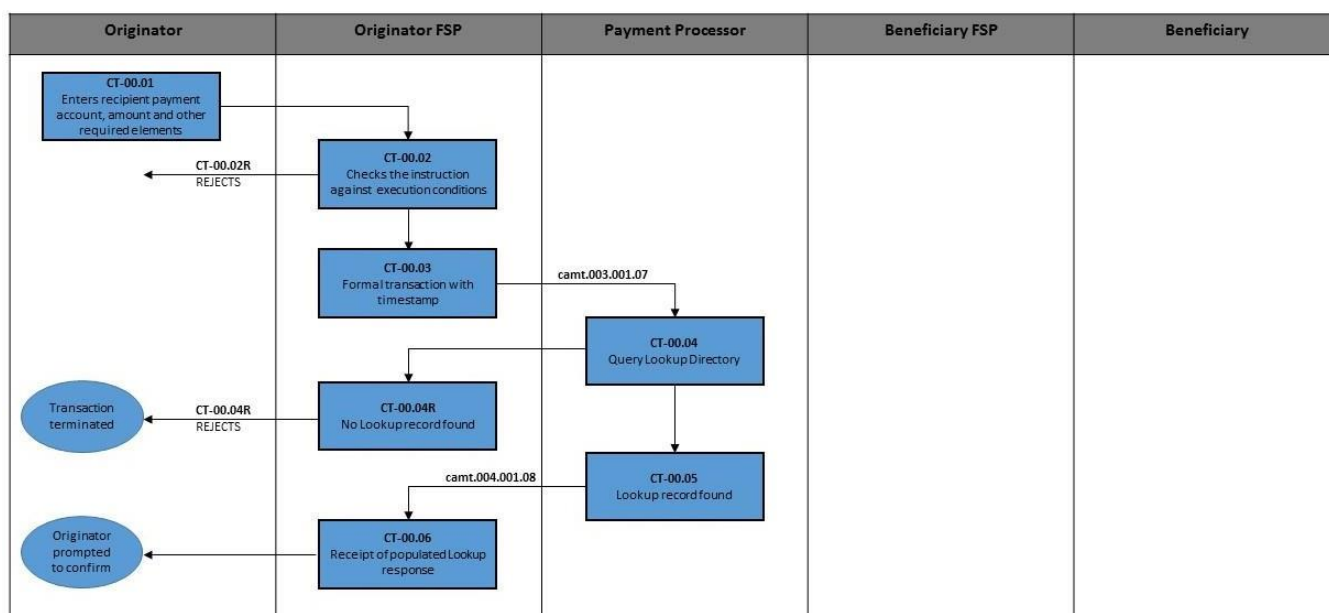 Originator
Originator FSP
Payment Processor
Beneficiary FSP
Beneficiary
CT-00.01
Enters recipient payment
account, amount and other
required elements
CT-00.02
Checks the instruction
against execution conditions
CT-00.02R
REJECTS
CT-00.03
Formal transaction with
timestamp
camt.003.001.07
CT-00.04
Query Lookup Directory
CT-00.04R
No Lookup record found
CT-00.04R
REJECTS
Transaction
terminated
CT-00.05
Lookup record found
camt.004.001.08
CT-00.06
Receipt of populated Lookup
response
Originator
prompted
to confirm